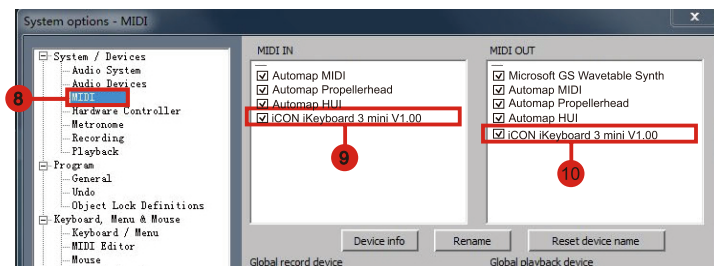 System options - MIDI
x
System / Devices
Audio System
Audio Devices
MIDI
Hardware Controller
Metronome
Recording
Playback
Program
General
Undo
Object Lock Definitions
Keyboard, Menu & Mouse
Keyboard / Menu
MIDI Editor
Mouse
8
MIDI IN
Automap MIDI
Automap Propellerhead
Automap HUI
iCON iKeyboard 3 mini V1.00
9
MIDI OUT
Microsoft GS Wavetable Synth
Automap MIDI
Automap Propellerhead
Automap HUI
iCON iKeyboard 3 mini V1.00
10
Device info
Rename
Reset device name
Global record device
Global playback device